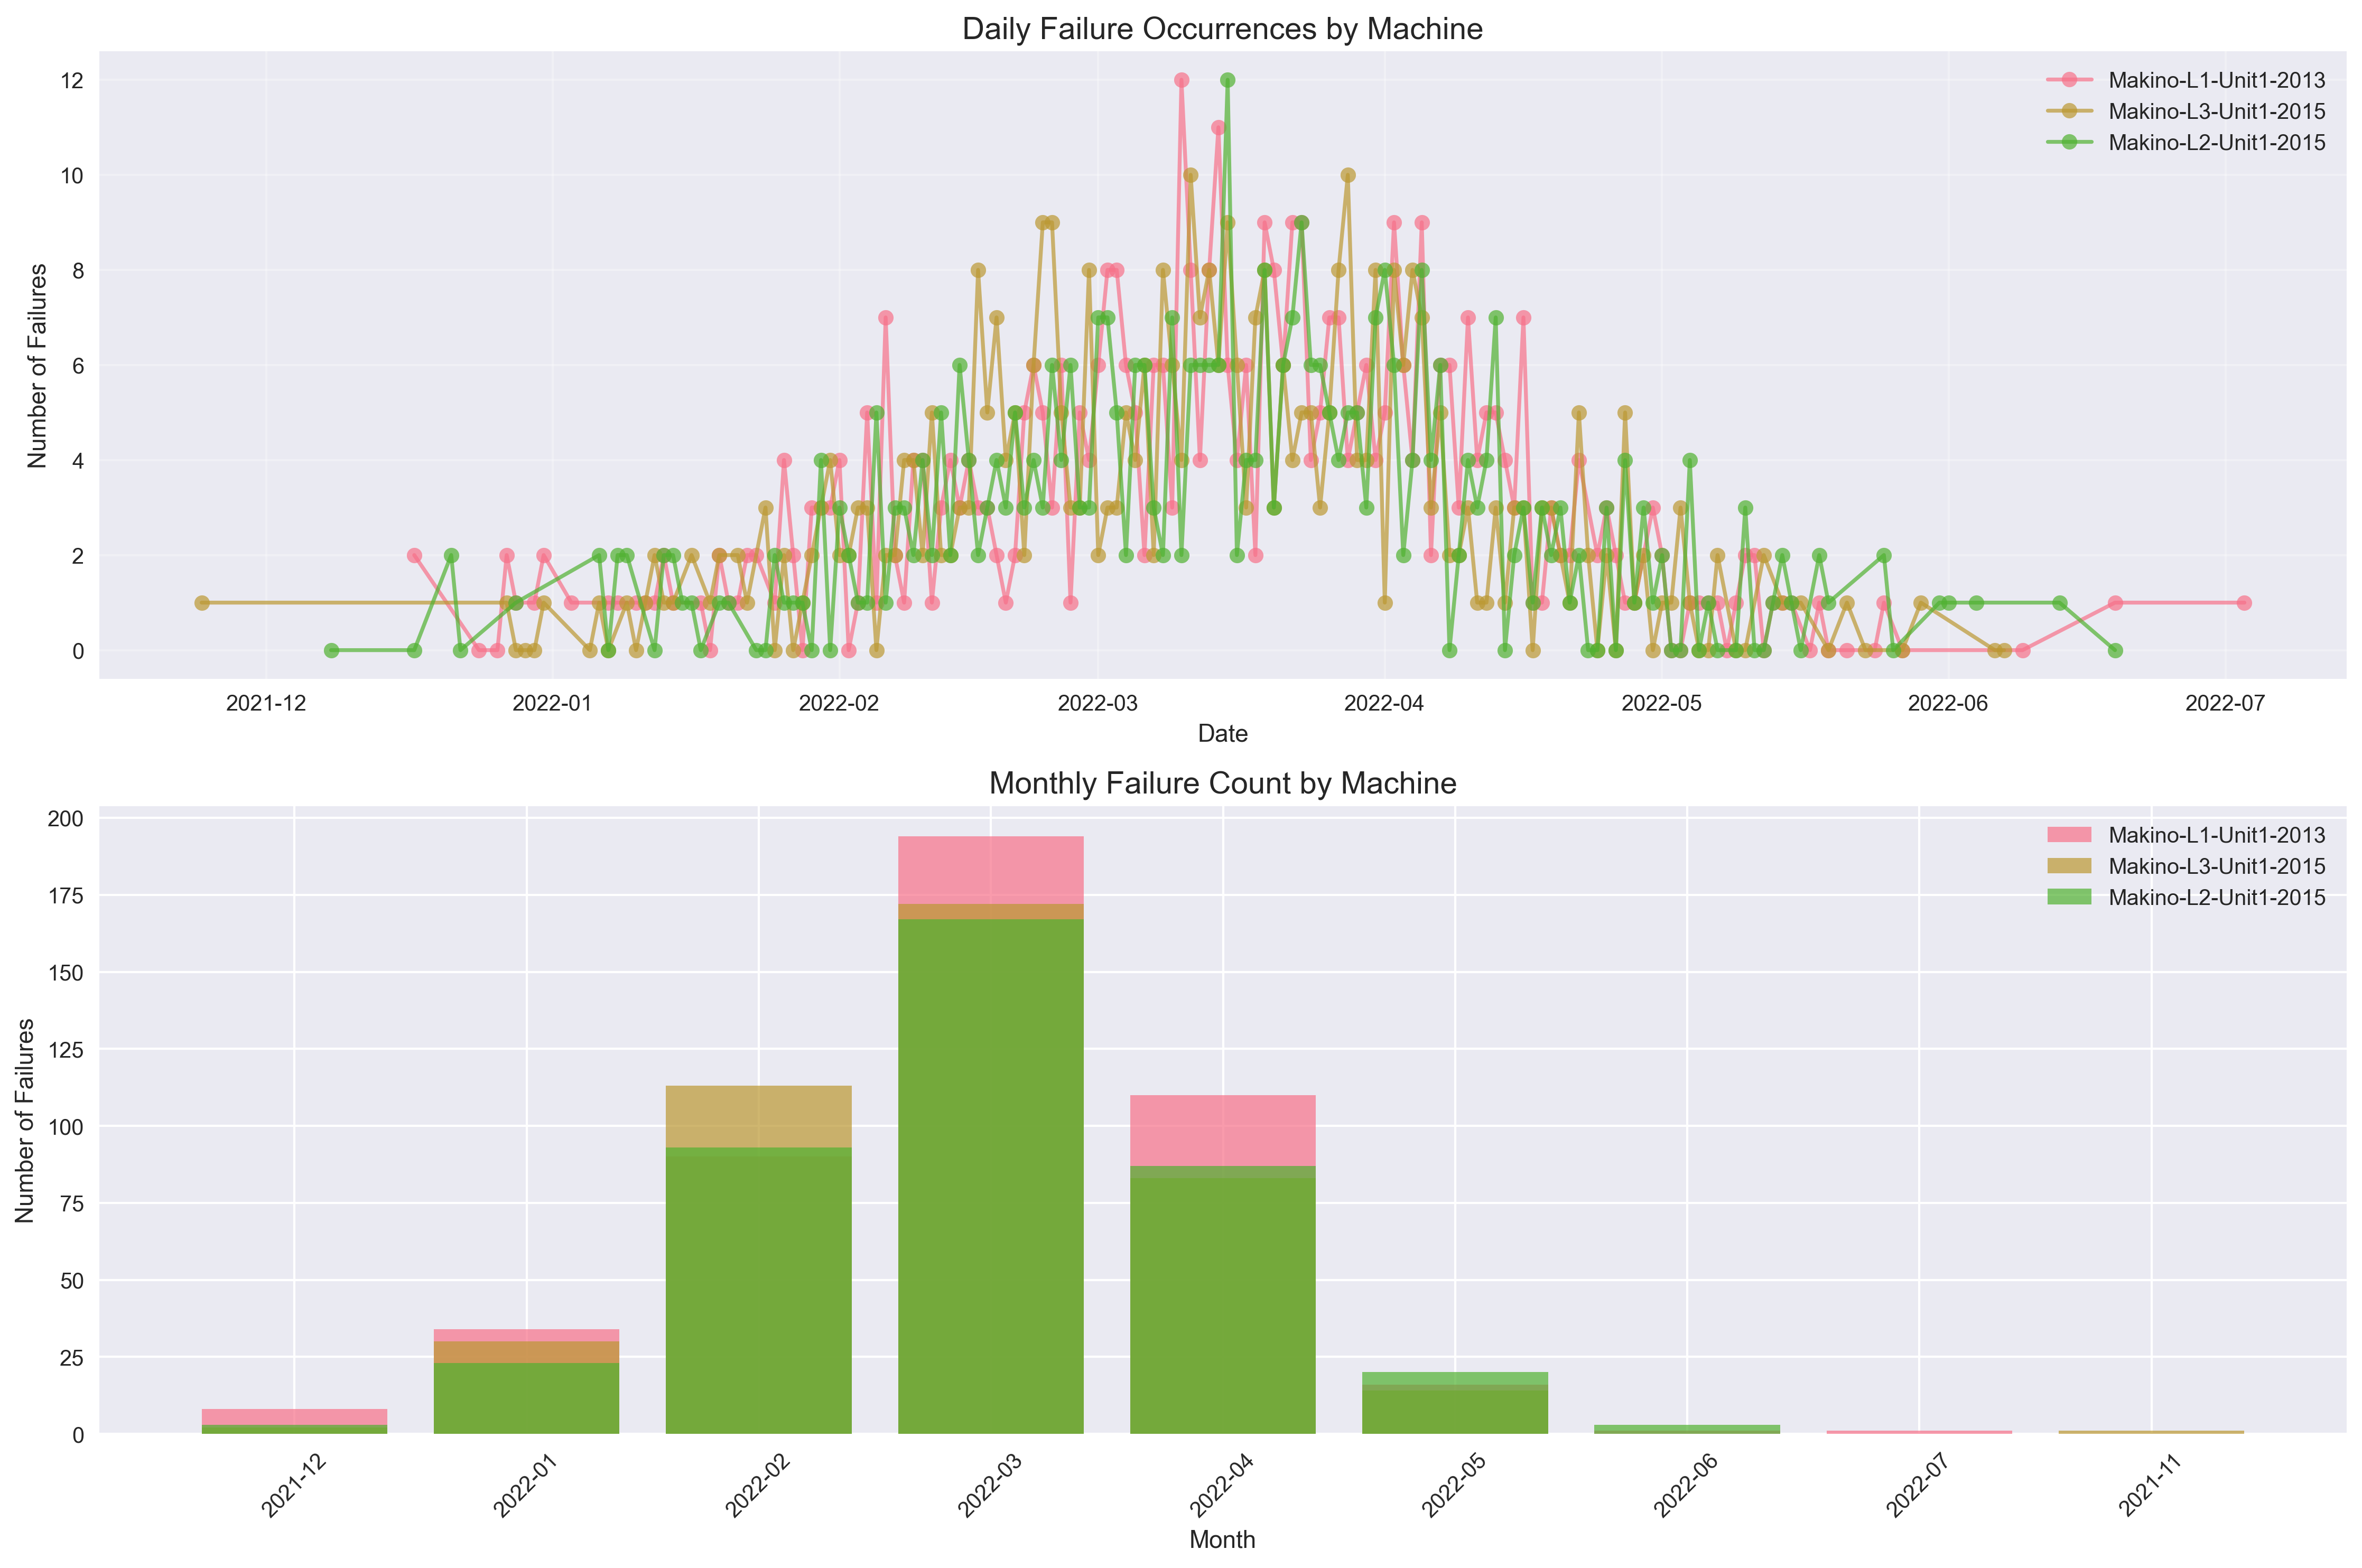 Daily Failure Occurrences by Machine
Number of Failures
12
10
8
6
4
2
0
Makino-L1-Unit1-2013
Makino-L3-Unit1-2015
Makino-L2-Unit1-2015
2021-12 2022-01 2022-02 2022-03 2022-04 2022-05 2022-06 2022-07
Date
Monthly Failure Count by Machine
Number of Failures
200
175
150
125
100
75
50
25
0
Makino-L1-Unit1-2013
Makino-L3-Unit1-2015
Makino-L2-Unit1-2015
2021-12 2022-01 2022-02 2022-03 2022-04 2022-05 2022-06 2022-07 2021-11
Month